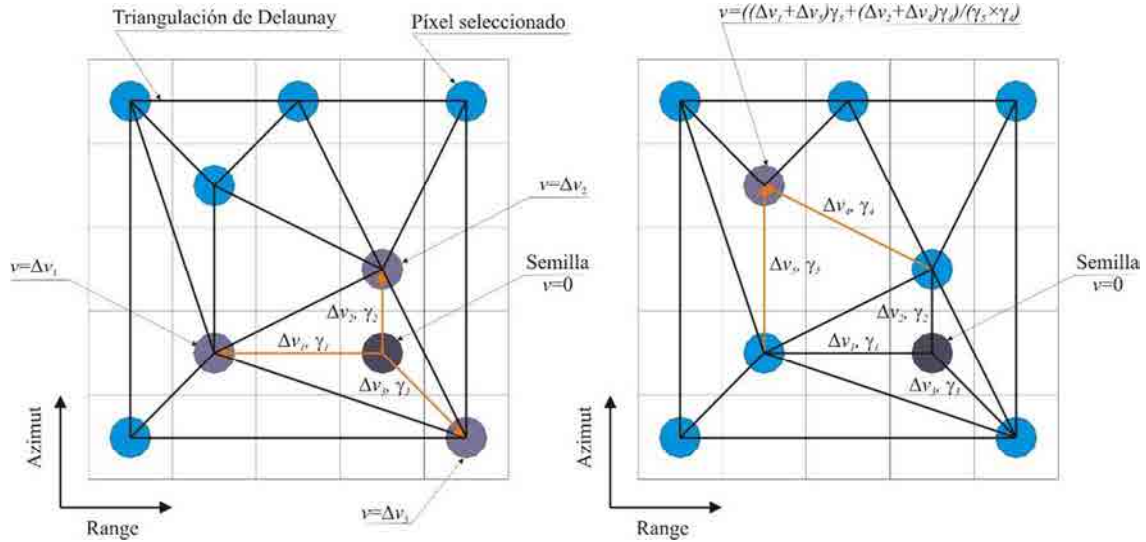 Triangulación de Delaunay
Píxel seleccionado
v=Δv₂
Semilla
v=0
v=Δv₁
Δv₂, γ₂
Δv₁, γ₁
Δv₃, γ₃
Azimut
Range
v=Δv₃
v=((Δv₁+Δv₅)γ₅+(Δv₂+Δv₄)γ₄)/(γ₅×γ₄)
Δv₄, γ₄
Δv₅, γ₅
Semilla
v=0
Δv₂, γ₂
Δv₁, γ₁
Δv₃, γ₃
Azimut
Range